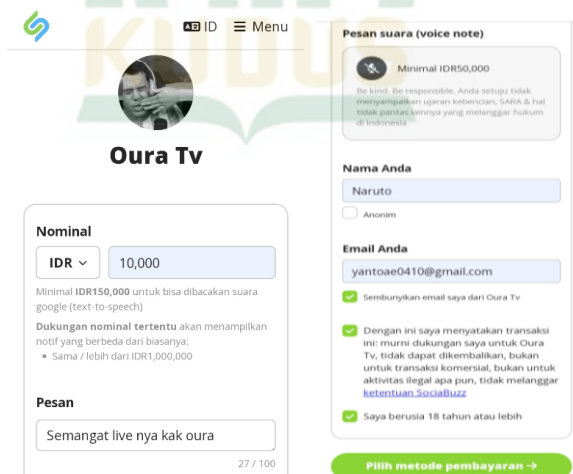 ID Menu
Oura Tv
Nominal
IDR 10,000
Minimal IDR150,000 untuk bisa dibacakan suara
google (text-to-speech)
Dukungan nominal tertentu akan menampilkan
notif yang berbeda dari biasanya:
• Sama / lebih dari IDR1,000,000
Pesan
Semangat live nya kak oura
27 / 100
Pesan suara (voice note)
Minimal IDR50,000
Be kind. Be responsible. Anda setuju tidak
menyampaikan ujaran kebencian, SARA & hal
tidak pantas lainnya yang melanggar hukum
di Indonesia
Nama Anda
Naruto
Anonim
Email Anda
yantoae0410@gmail.com
Sembunyikan email saya dari Oura Tv
Dengan ini saya menyatakan transaksi
ini: murni dukungan saya untuk Oura
Tv, tidak dapat dikembalikan, bukan
untuk transaksi komersial, bukan untuk
aktivitas ilegal apa pun, tidak melanggar
ketentuan SociaBuzz
Saya berusia 18 tahun atau lebih
Pilih metode pembayaran →
KUDUS